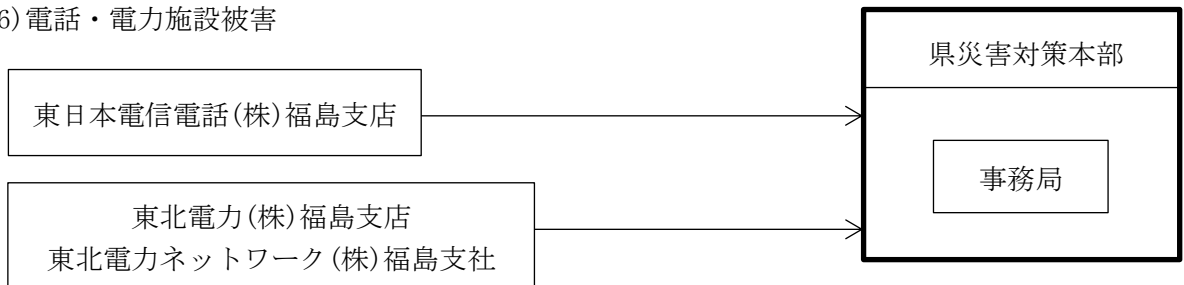 6)電話・電力施設被害
県災害対策本部
東日本電信電話(株)福島支店
事務局
東北電力(株)福島支店
東北電力ネットワーク(株)福島支社